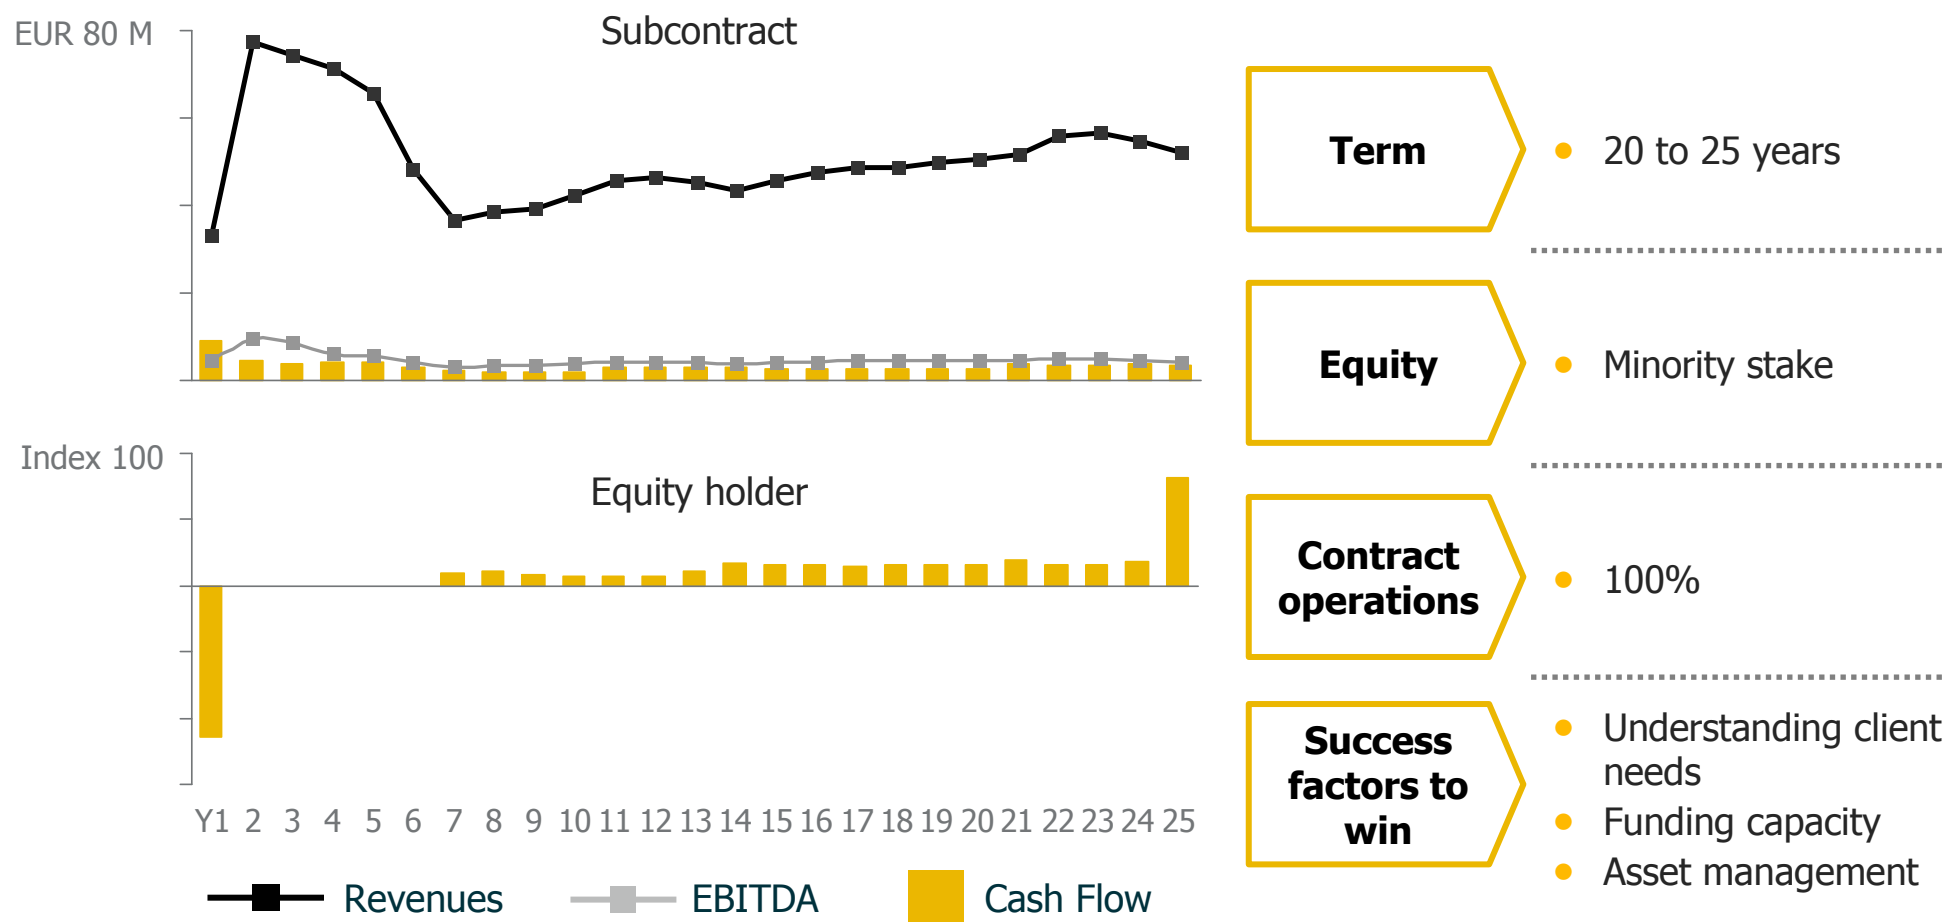 EUR 80 M
Subcontract
Index 100
Equity holder
Y1 2 3 4 5 6 7 8 9 10 11 12 13 14 15 16 17 18 19 20 21 22 23 24 25
Revenues
EBITDA
Cash Flow
Term
20 to 25 years
Equity
Minority stake
Contract
operations
100%
Success
factors to
win
Understanding client
needs
Funding capacity
Asset management